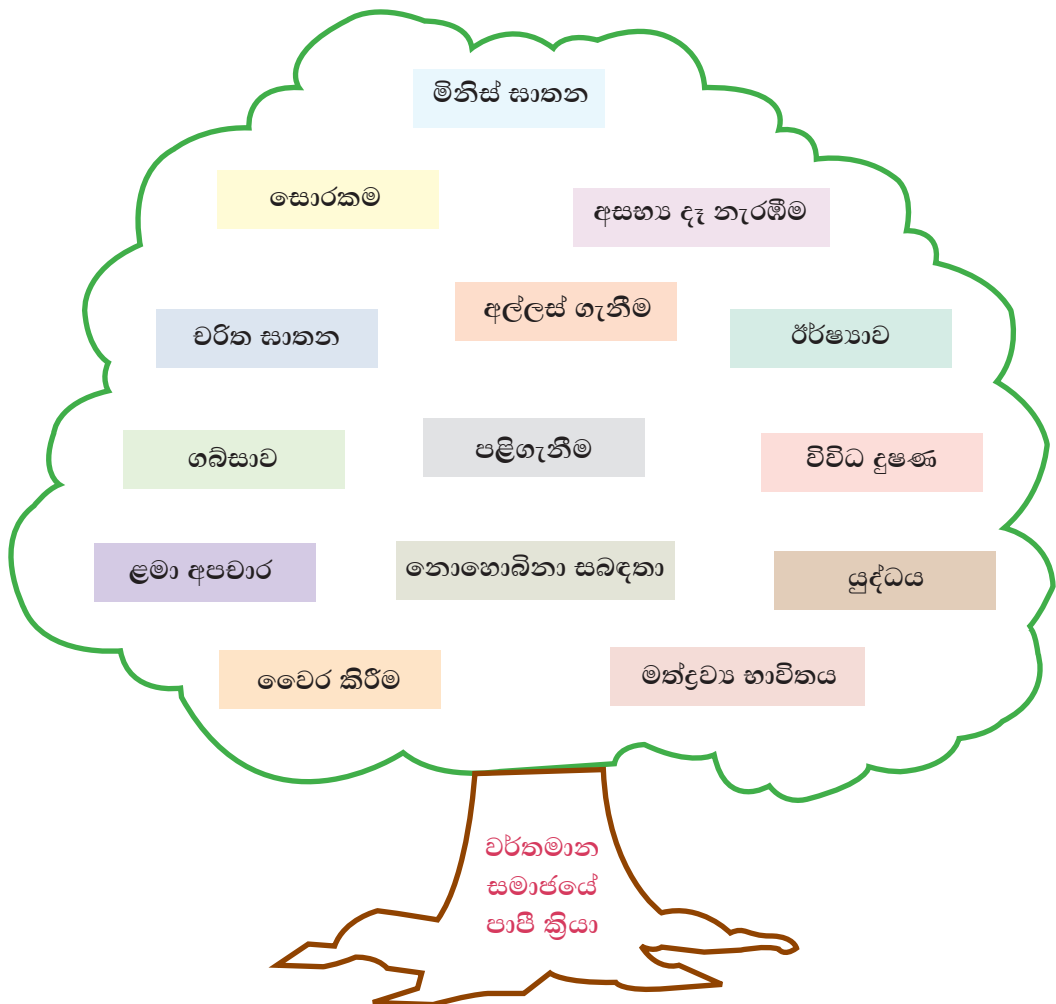 මිනිස් ඝාතන
සොරකම
අසභ්‍ය දෑ නැරඹීම
අල්ලස් ගැනීම
චරිත ඝාතන
ඊර්ෂ්‍යාව
ගබ්සාව
පළිගැනීම
විවිධ දූෂණ
ළමා අපචාර
නොහොබිනා සබඳතා
යුද්ධය
වෛර කිරීම
මත්ද්‍රව්‍ය භාවිතය
වර්තමාන
සමාජයේ
පාපී ක්‍රියා